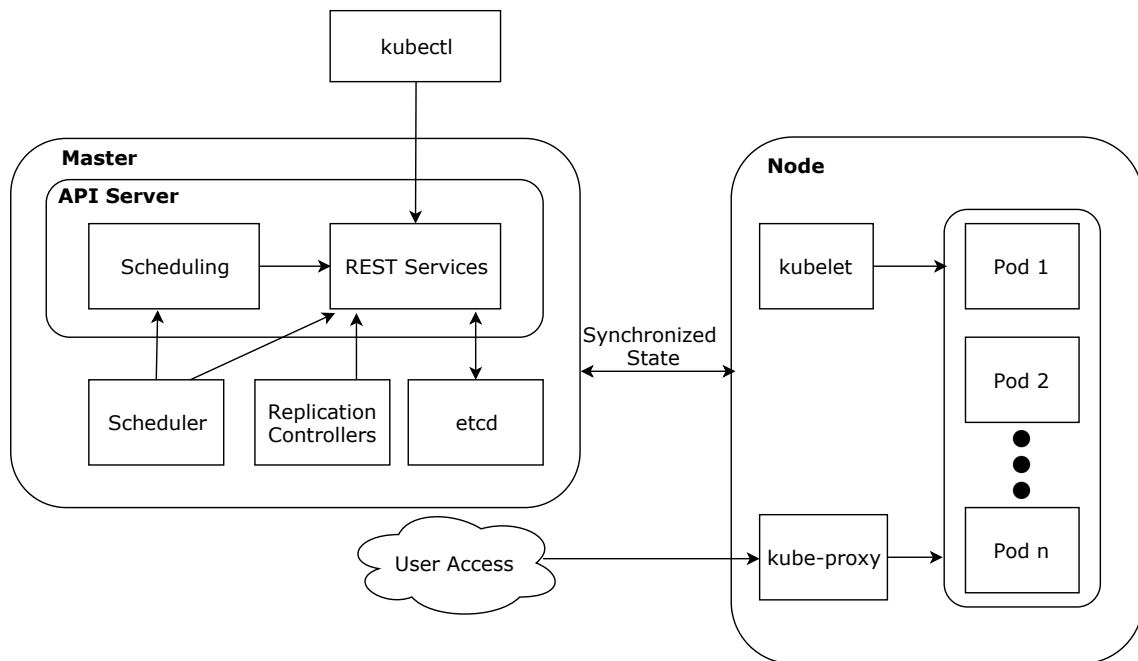 kubectl
Master
API Server
Scheduling
REST Services
Scheduler
Replication
Controllers
etcd
Synchronized
State
User Access
Node
kubelet
Pod 1
Pod 2
kube-proxy
Pod n